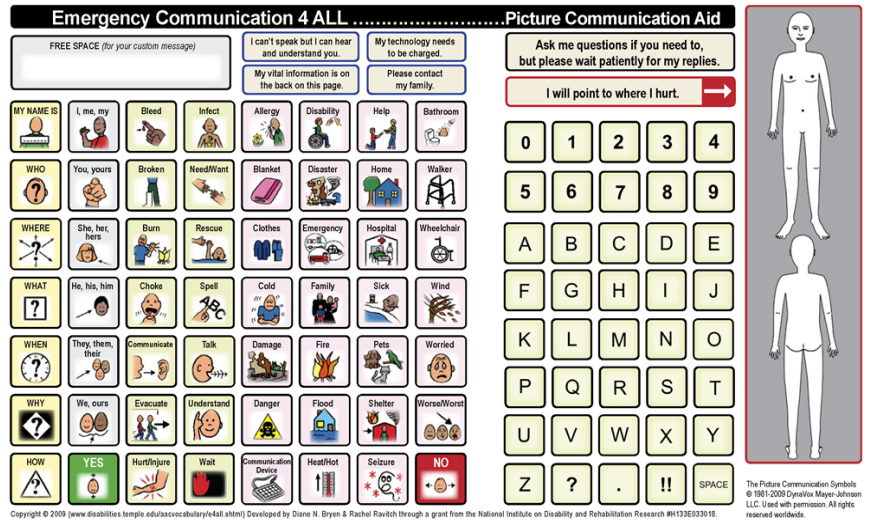 Emergency Communication 4 ALL ..............................Picture Communication Aid
FREE SPACE (for your custom message)
I can't speak but I can hear
and understand you.
My technology needs
to be charged.
My vital information is on
the back on this page.
Please contact
my family.
Ask me questions if you need to,
but please wait patiently for my replies.
I will point to where I hurt.
MY NAME IS
I, me, my
Bleed
Infect
Allergy
Disability
Help
Bathroom
WHO
You, yours
Broken
Need/Want
Blanket
Disaster
Home
Walker
WHERE
She, her,
hers
Burn
Rescue
Clothes
Emergency
Hospital
Wheelchair
WHAT
He, his, him
Choke
Spell
ABC
Cold
Family
Sick
Wind
WHEN
They, them,
their
Communicate
Talk
Damage
Fire
Pets
Worried
WHY
We, ours
Evacuate
Understand
Danger
Flood
Shelter
Worse/Worst
HOW
YES
Hurt/Injure
Wait
Communication
Device
Heat/Hot
Seizure
NO
0 1 2 3 4
5 6 7 8 9
A B C D E
F G H I J
K L M N O
P Q R S T
U V W X Y
Z ? . !! SPACE
The Picture Communication Symbols
© 1981-2009 DynaVox Mayer-Johnson
LLC. Used with permission. All rights
reserved worldwide.
Copyright © 2009 (www.disabilities.temple.edu/aacvocabulary/e4all.shtml) Developed by Diane N. Bryen & Rachel Ravitch through a grant from the National Institute on Disability and Rehabilitation Research #H133E033018.